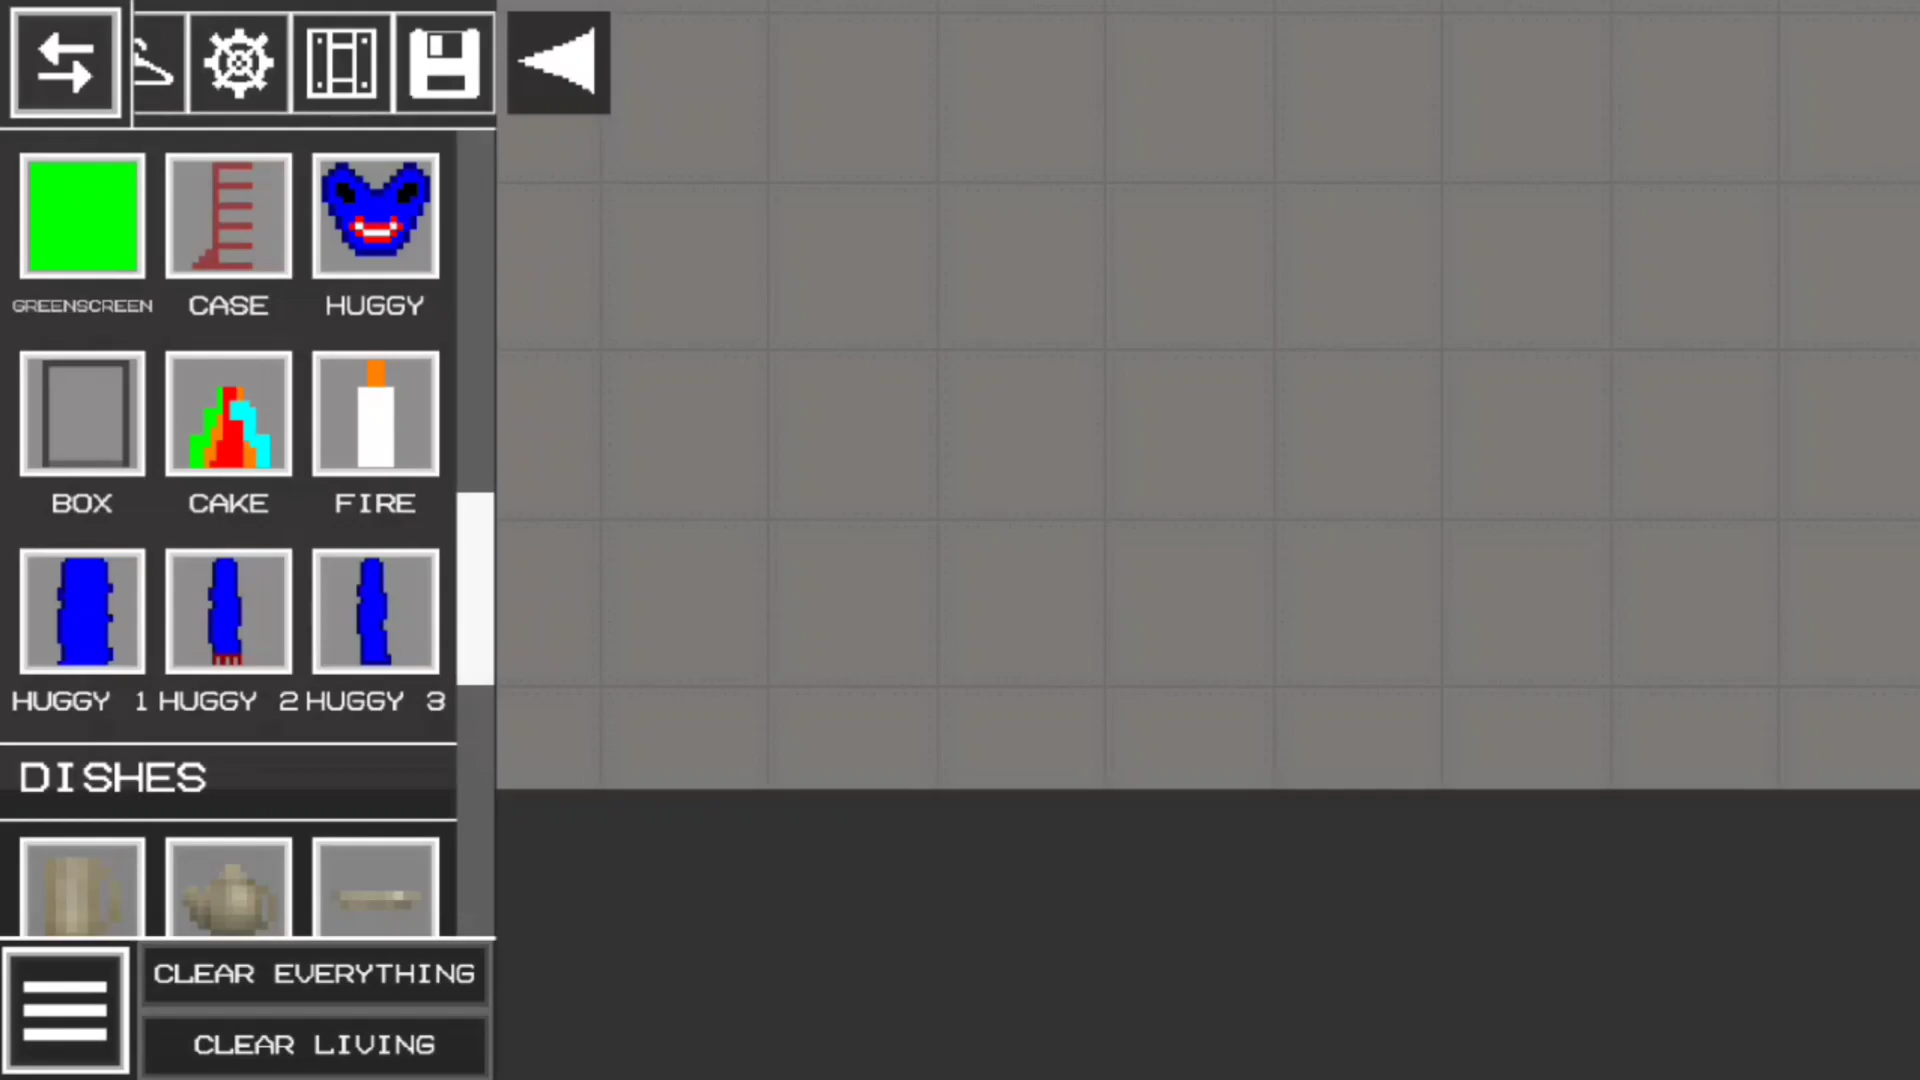 GREENSCREEN CASE HUGGY
BOX CAKE FIRE
HUGGY 1 HUGGY 2 HUGGY 3
DISHES
CLEAR EVERYTHING
CLEAR LIVING